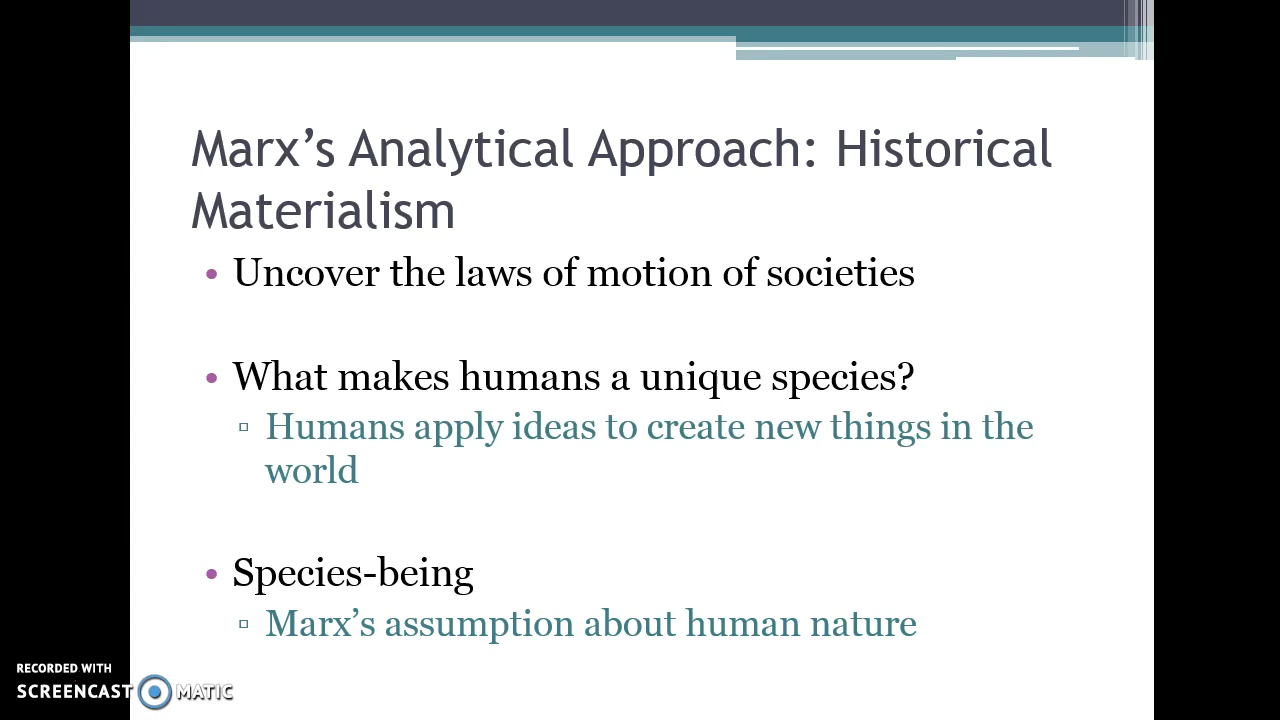 Marx’s Analytical Approach: Historical
Materialism
• Uncover the laws of motion of societies
• What makes humans a unique species?
▫ Humans apply ideas to create new things in the
world
• Species-being
▫ Marx’s assumption about human nature
RECORDED WITH
SCREENCAST MATIC